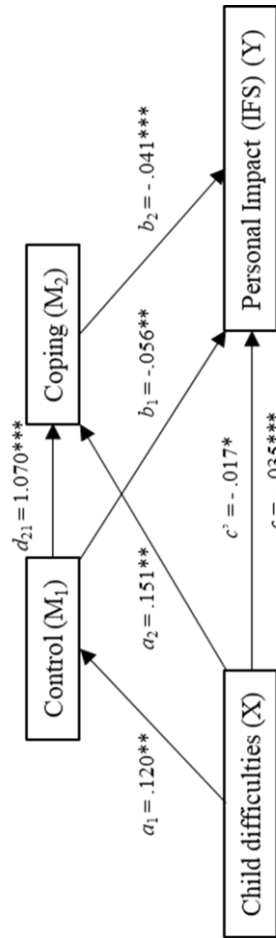 d₂₁ = 1.070***
Control (M₁)
Coping (M₂)
a₁ = .120**
a₂ = .151**
b₁ = -.056**
b₂ = -.041***
Child difficulties (X)
c' = -.017*
.035***
Personal Impact (IFS) (Y)